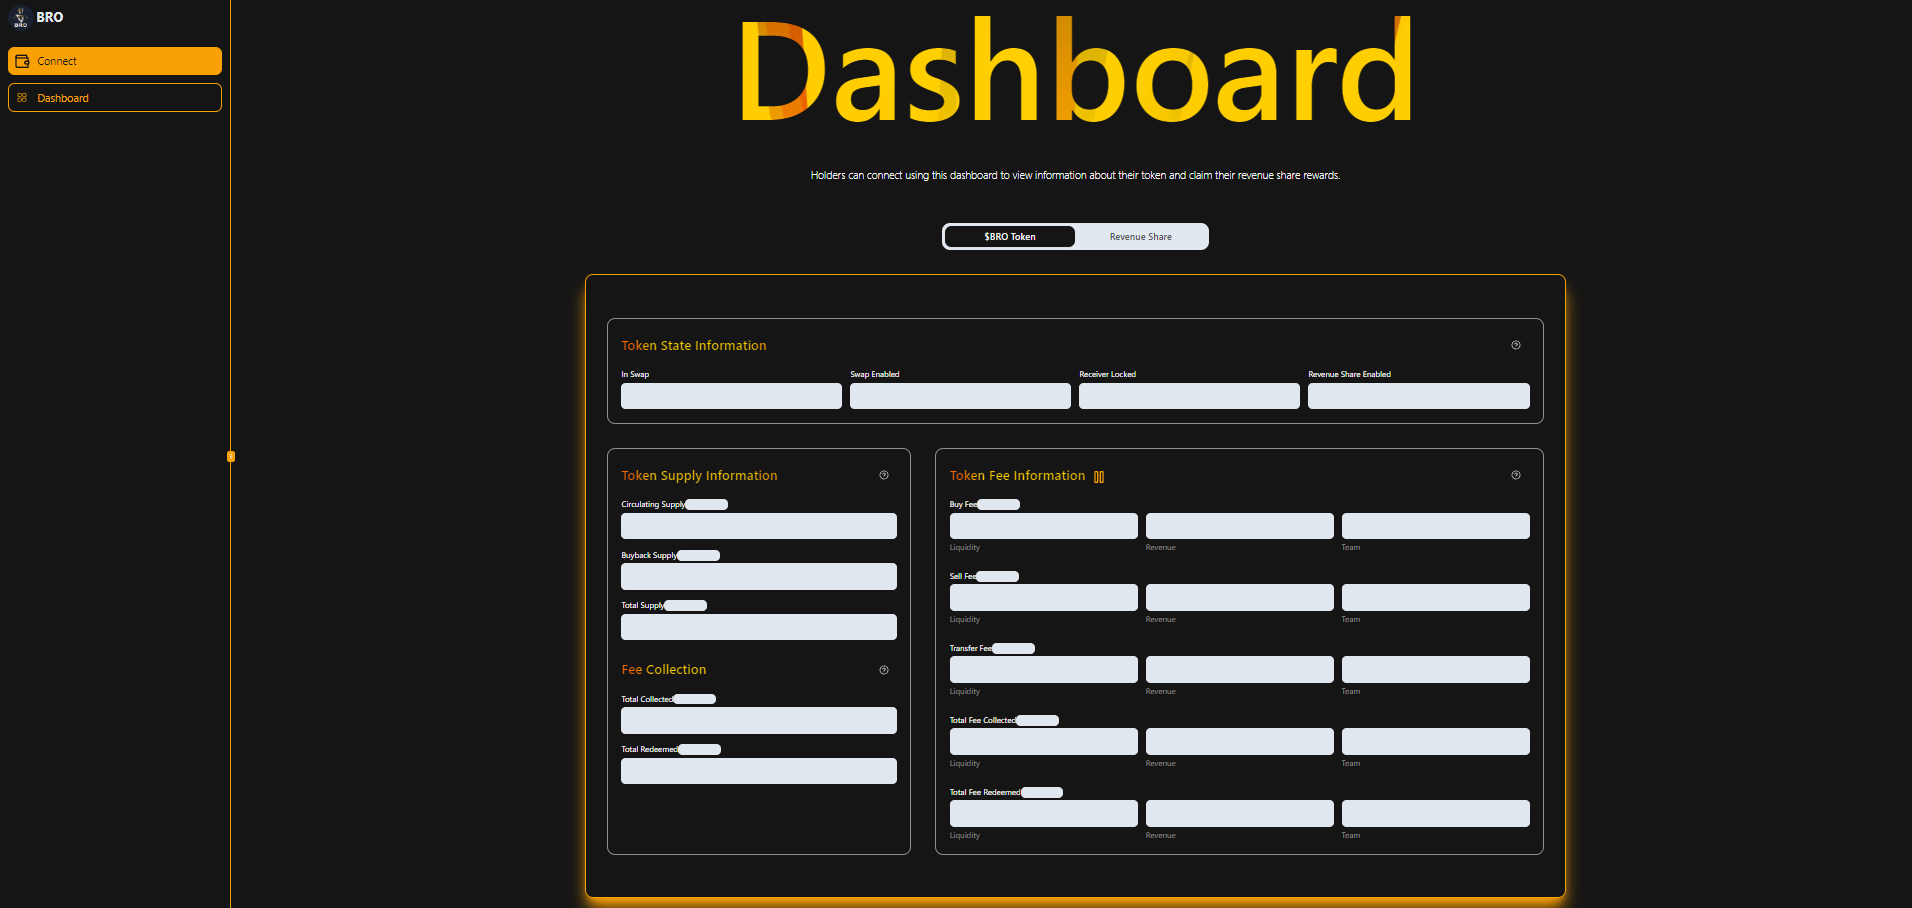 BRO
Connect
Dashboard
Dashboard
Holders can connect using this dashboard to view information about their token and claim their revenue share rewards.
$BRO Token
Revenue Share
Token State Information
In Swap
Swap Enabled
Receiver Locked
Revenue Share Enabled
Token Supply Information
Circulating Supply
Buyback Supply
Total Supply
Fee Collection
Total Collected
Total Redeemed
Token Fee Information
Buy Fee
Liquidity
Revenue
Team
Sell Fee
Liquidity
Revenue
Team
Transfer Fee
Liquidity
Revenue
Team
Total Fee Collected
Liquidity
Revenue
Team
Total Fee Redeemed
Liquidity
Revenue
Team